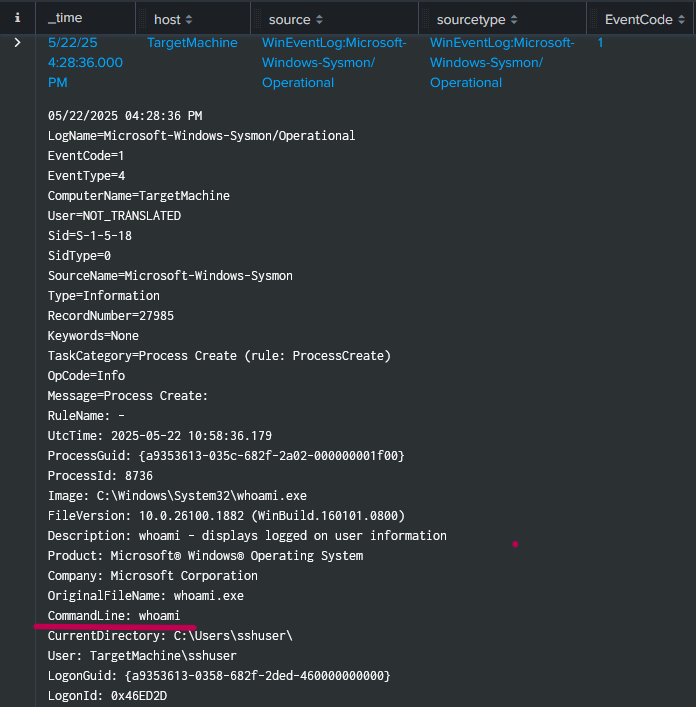 i _time host source sourcetype EventCode
5/22/25 TargetMachine WinEventLog:Microsoft- WinEventLog:Microsoft- 1
4:28:36.000 Windows-Sysmon/ Windows-Sysmon/
PM Operational Operational
05/22/2025 04:28:36 PM
LogName=Microsoft-Windows-Sysmon/Operational
EventCode=1
EventType=4
ComputerName=TargetMachine
User=NOT_TRANSLATED
Sid=S-1-5-18
SidType=0
SourceName=Microsoft-Windows-Sysmon
Type=Information
RecordNumber=27985
Keywords=None
TaskCategory=Process Create (rule: ProcessCreate)
OpCode=Info
Message=Process Create:
RuleName: -
UtcTime: 2025-05-22 10:58:36.179
ProcessGuid: {a9353613-035c-682f-2a02-000000001f00}
ProcessId: 8736
Image: C:\Windows\System32\whoami.exe
FileVersion: 10.0.26100.1882 (WinBuild.160101.0800)
Description: whoami - displays logged on user information
Product: Microsoft® Windows® Operating System
Company: Microsoft Corporation
OriginalFileName: whoami.exe
CommandLine: whoami
CurrentDirectory: C:\Users\sshuser\
User: TargetMachine\sshuser
LogonGuid: {a9353613-0358-682f-2ded-460000000000}
LogonId: 0x46ED2D